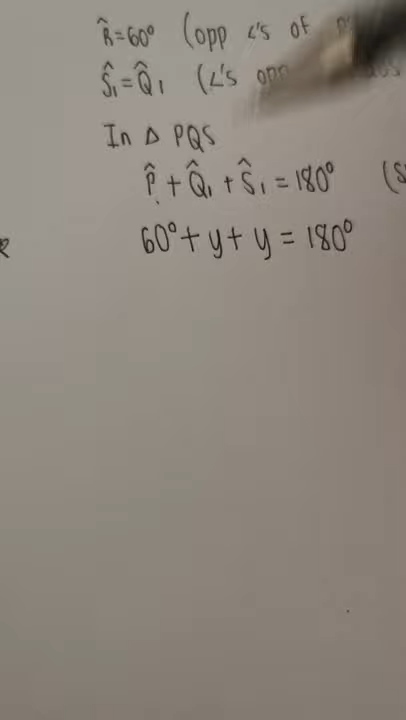 R̂=60° (opp ∠'s of
Ŝ₁=Q̂₁ (∠'s opp
In △ PQS
P̂ + Q̂₁ + Ŝ₁ = 180° (S
60° + y + y = 180°